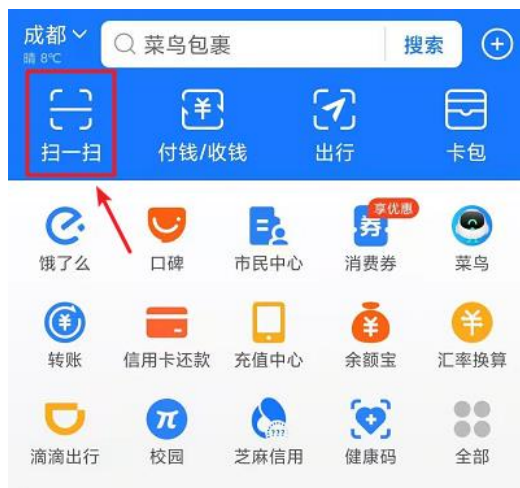 成都
晴 8℃
菜鸟包裹
搜索
扫一扫
付钱/收钱
出行
卡包
饿了么
口碑
市民中心
享优惠
券
消费券
菜鸟
转账
信用卡还款
充值中心
余额宝
汇率换算
滴滴出行
π
校园
???
芝麻信用
健康码
全部